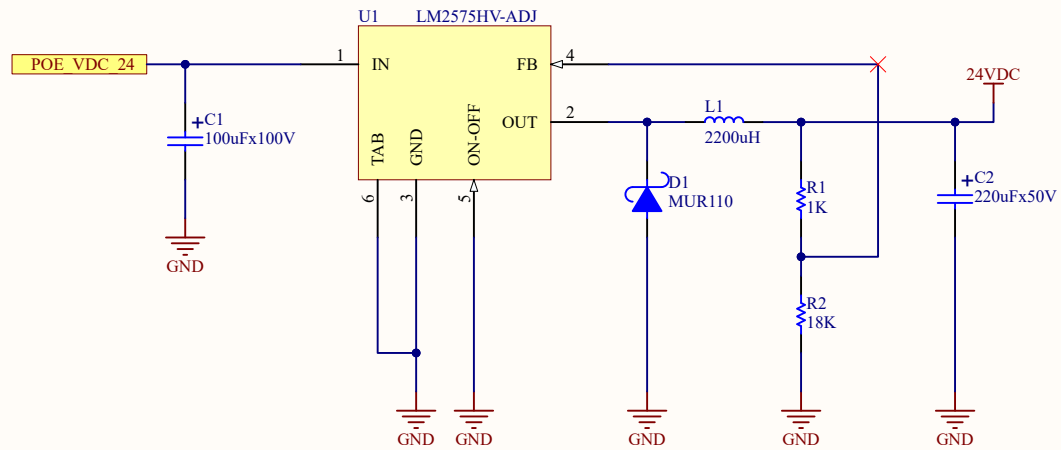 U1
LM2575HV-ADJ
POE_VDC_24
1
IN
FB
4
24VDC
OUT
2
L1
2200uH
+
C1
100uFx100V
TAB
GND
ON-OFF
6
3
5
D1
MUR110
R1
1K
+
C2
220uFx50V
GND
R2
18K
GND
GND
GND
GND
GND